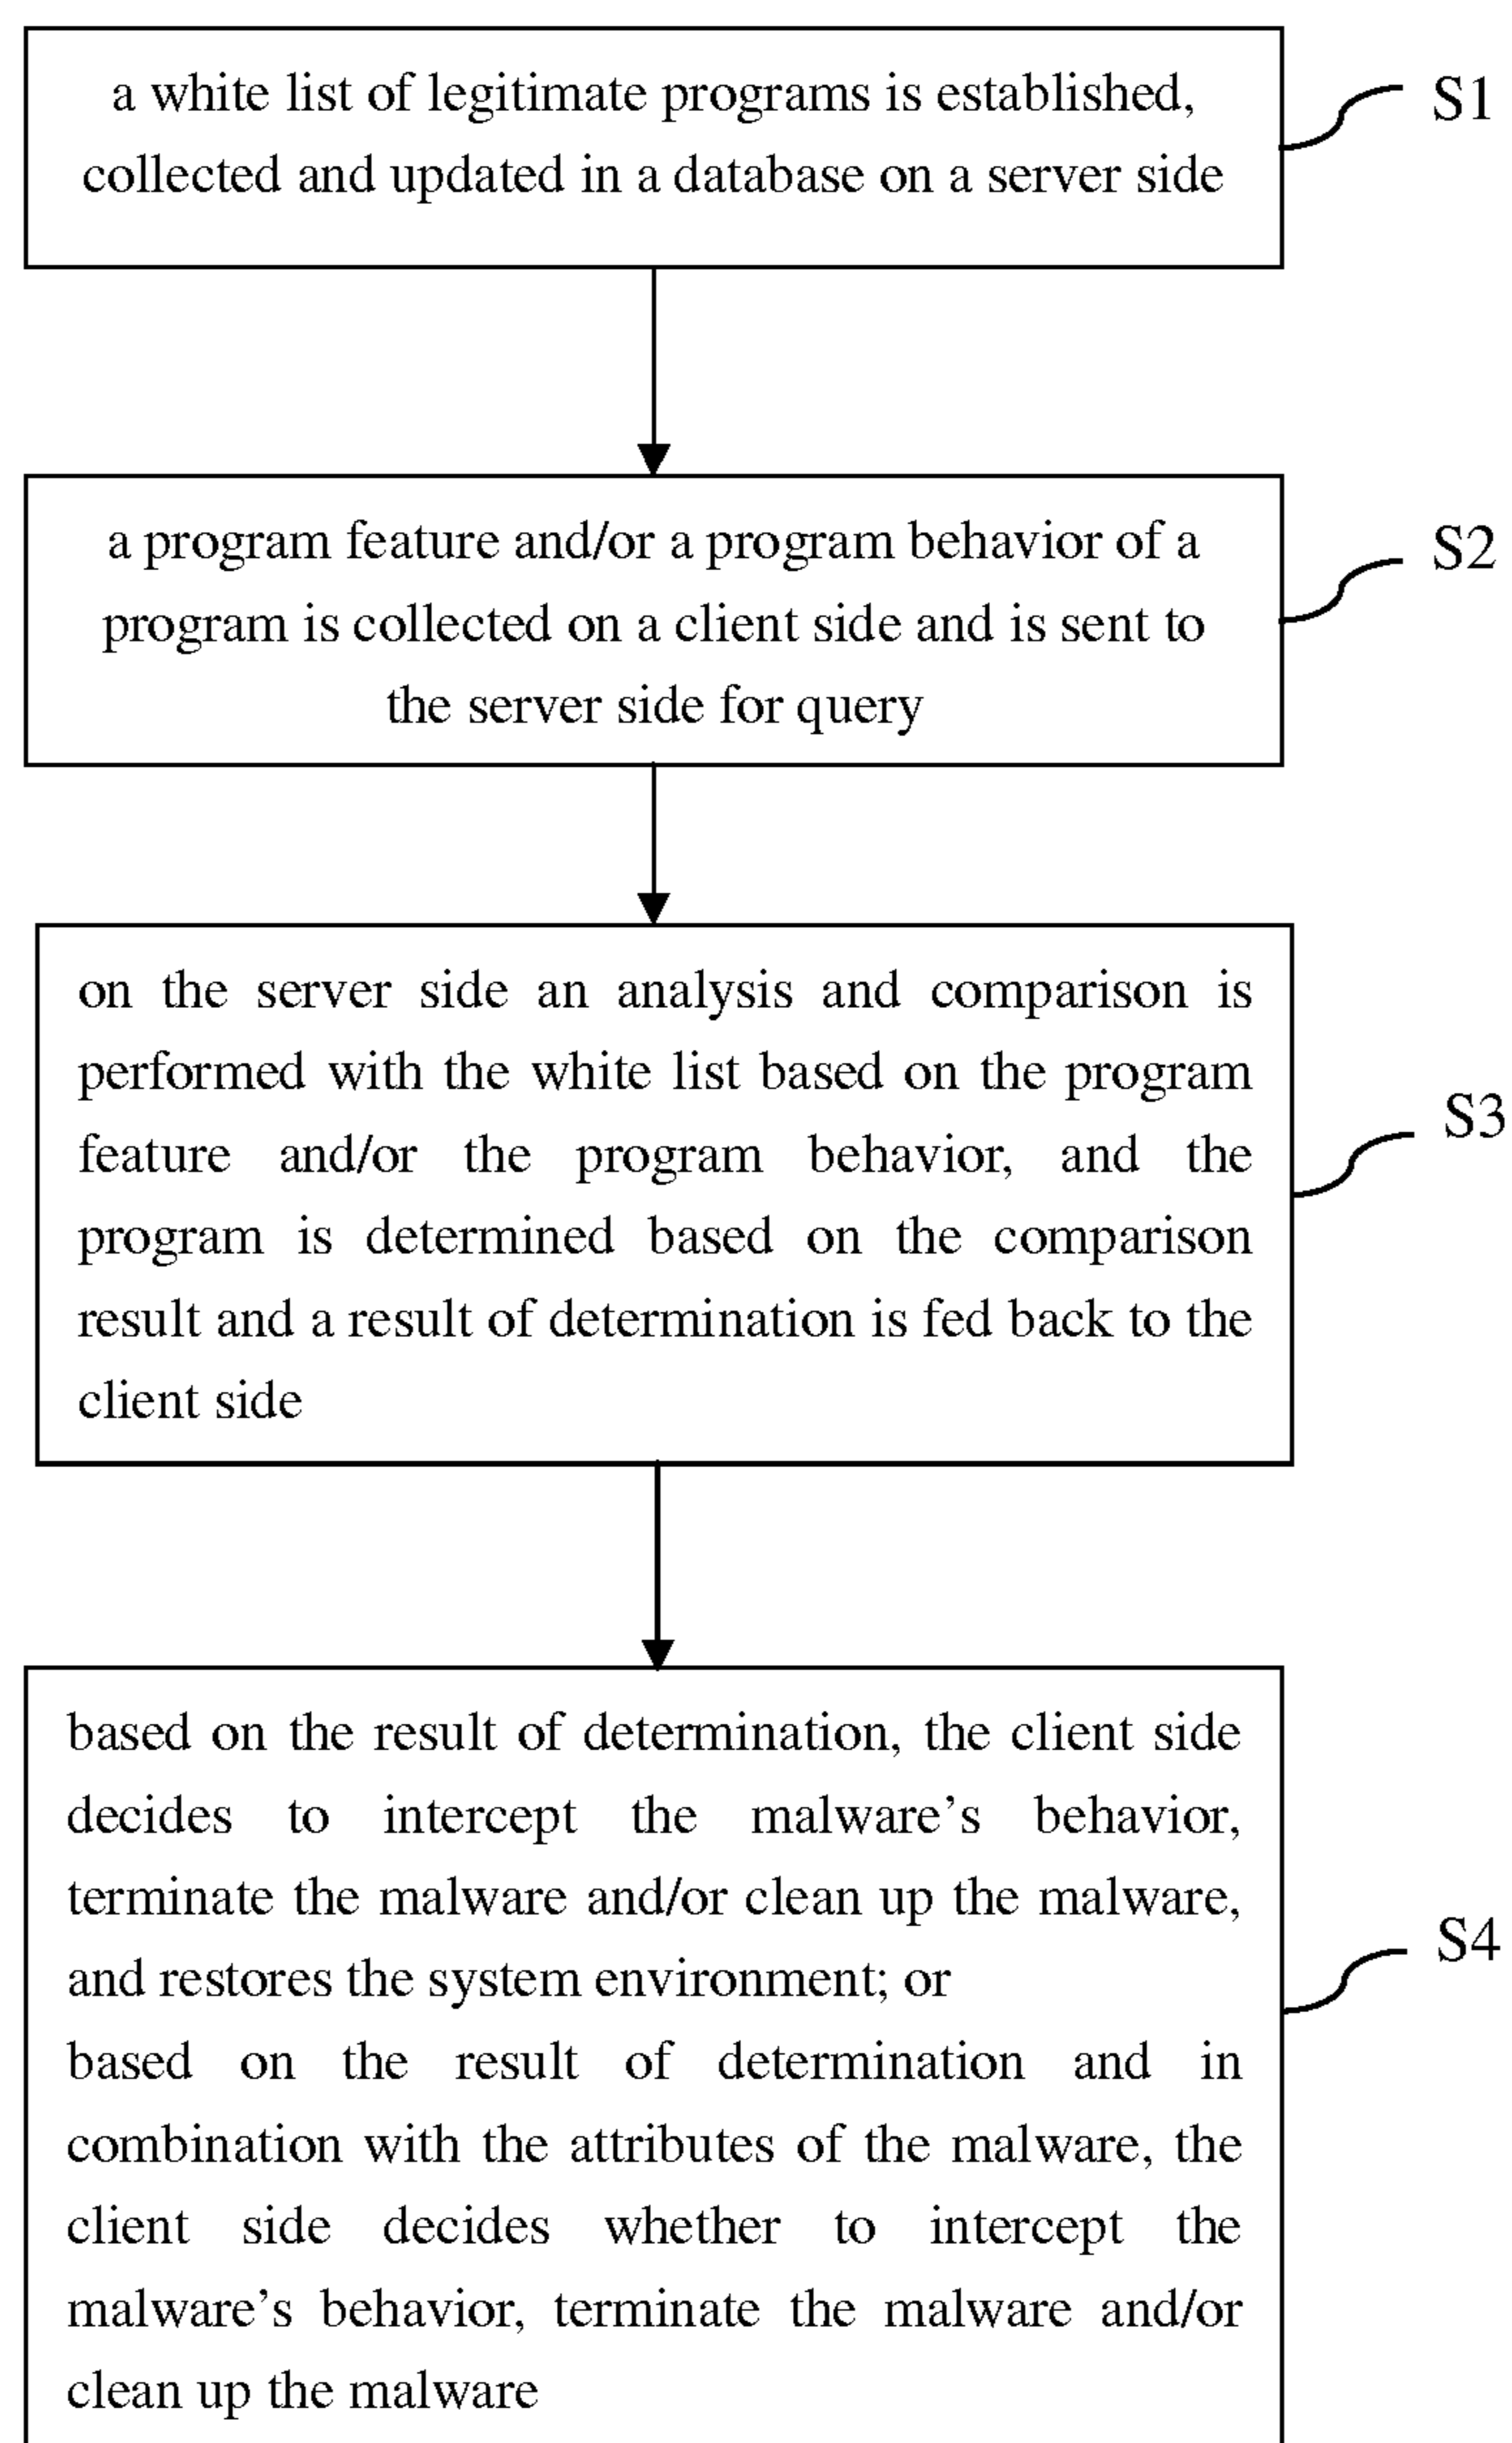 a white list of legitimate programs is established,
collected and updated in a database on a server side
S1
a program feature and/or a program behavior of a
program is collected on a client side and is sent to
the server side for query
S2
on the server side an analysis and comparison is
performed with the white list based on the program
feature and/or the program behavior, and the
program is determined based on the comparison
result and a result of determination is fed back to the
client side
S3
based on the result of determination, the client side
decides to intercept the malware’s behavior,
terminate the malware and/or clean up the malware,
and restores the system environment; or
based on the result of determination and in
combination with the attributes of the malware, the
client side decides whether to intercept the
malware’s behavior, terminate the malware and/or
clean up the malware
S4